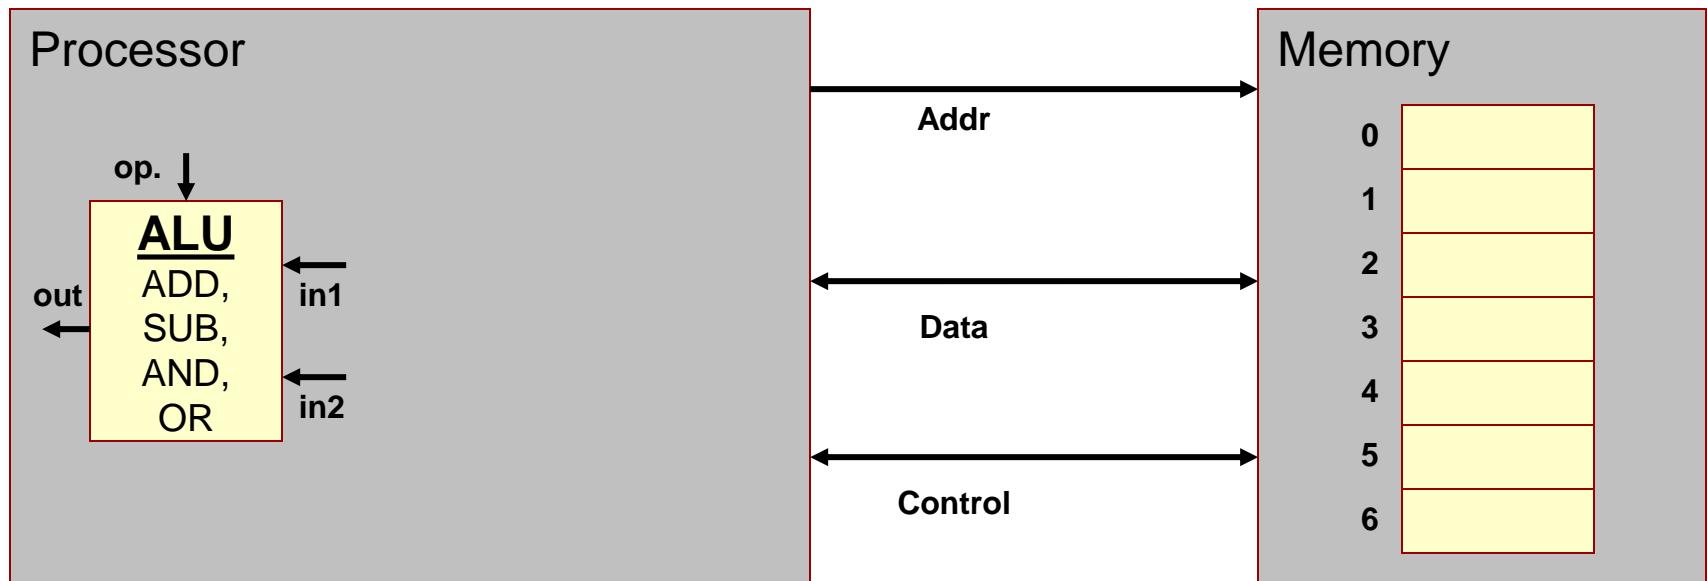 Processor
op.
ALU
ADD,
SUB,
AND,
OR
out
in1
in2
Addr
Data
Control
Memory
0
1
2
3
4
5
6